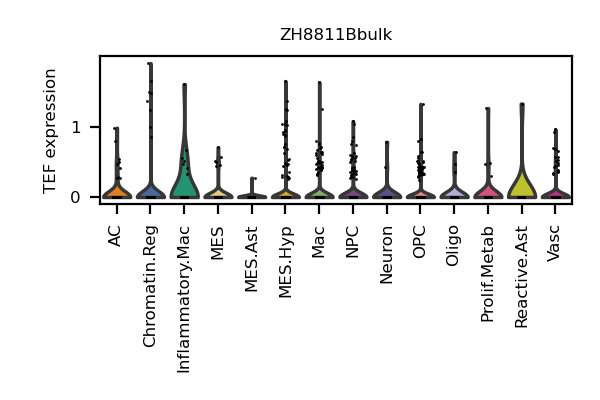 ZH8811Bbulk
TEF expression
1
0
AC
Chromatin.Reg
Inflammatory.Mac
MES
MES.Ast
MES.Hyp
Mac
NPC
Neuron
OPC
Oligo
Prolif.Metab
Reactive.Ast
Vasc